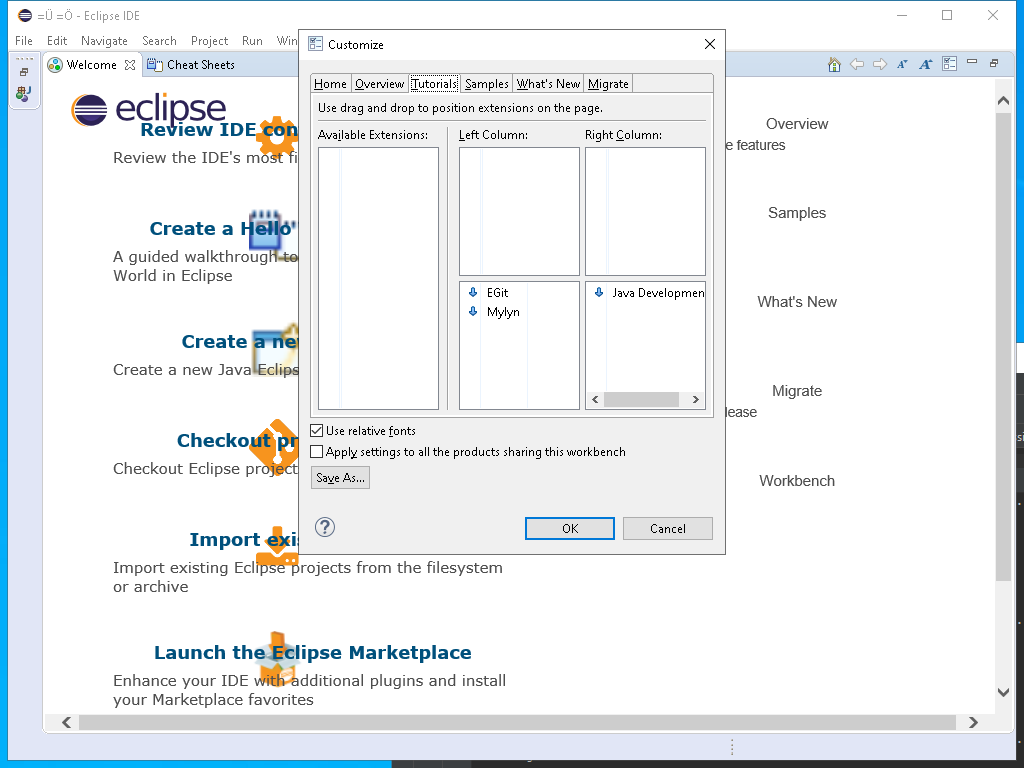 =Ü =Ö - Eclipse IDE
File Edit Navigate Search Project Run Win
Welcome
Cheat Sheets
eclipse
Review IDE con
Review the IDE's most fi
Create a Hello
A guided walkthrough to
World in Eclipse
Create a ne
Create a new Java Eclips
Checkout pr
Checkout Eclipse project
Import exis
Import existing Eclipse projects from the filesystem
or archive
Launch the Eclipse Marketplace
Enhance your IDE with additional plugins and install
your Marketplace favorites
Customize
Home Overview Tutorials Samples What's New Migrate
Use drag and drop to position extensions on the page.
Available Extensions: Left Column: Right Column:
EGit
Mylyn
Java Developmen
Use relative fonts
Apply settings to all the products sharing this workbench
Save As...
OK Cancel
Overview
e features
Samples
What's New
Migrate
lease
Workbench